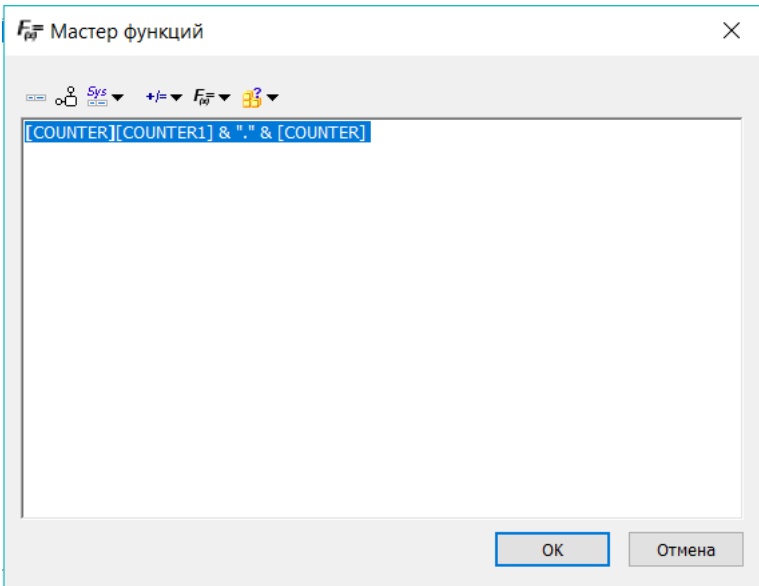 F(x)= Мастер функций
Sys +/= F(x)= ?
[COUNTER][COUNTER1] & "." & [COUNTER]
OK
Отмена